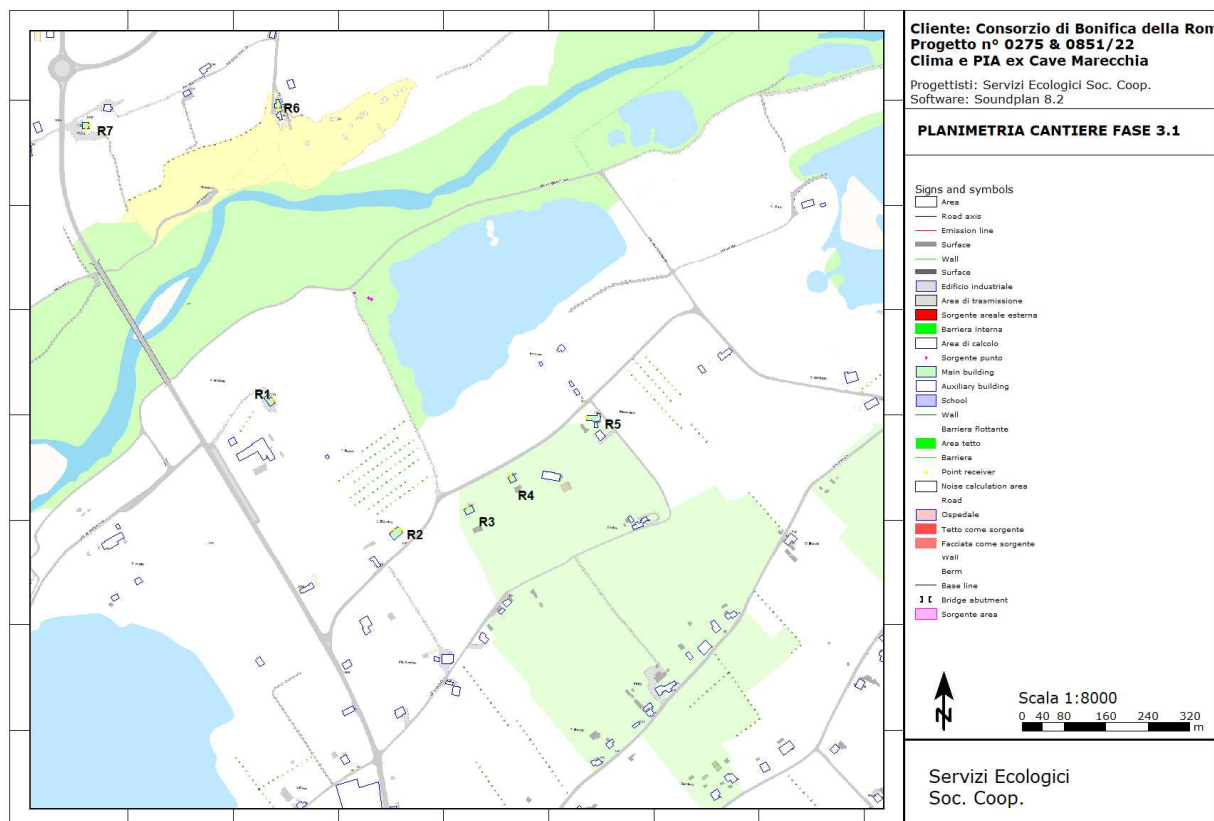 Cliente: Consorzio di Bonifica della Rom
Progetto n° 0275 & 0851/22
Clima e PIA ex Cave Marecchia
Progettisti: Servizi Ecologici Soc. Coop.
Software: Soundplan 8.2
PLANIMETRIA CANTIERE FASE 3.1
Signs and symbols
Area
Road axis
Emission line
Surface
Wall
Surface
Edificio industriale
Area di trasmissione
Sorgente areale esterna
Barriera interna
Area di calcolo
Sorgente punto
Main building
Auxiliary building
School
Wall
Barriera flottante
Area tetto
Barriera
Point receiver
Noise calculation area
Road
Ospedale
Tetto come sorgente
Facciata come sorgente
Wall
Berm
Base line
Bridge abutment
Sorgente area
R6
R7
R1
R5
R4
R3
R2
N
Scala 1:8000
0 40 80 160 240 320
m
Servizi Ecologici
Soc. Coop.